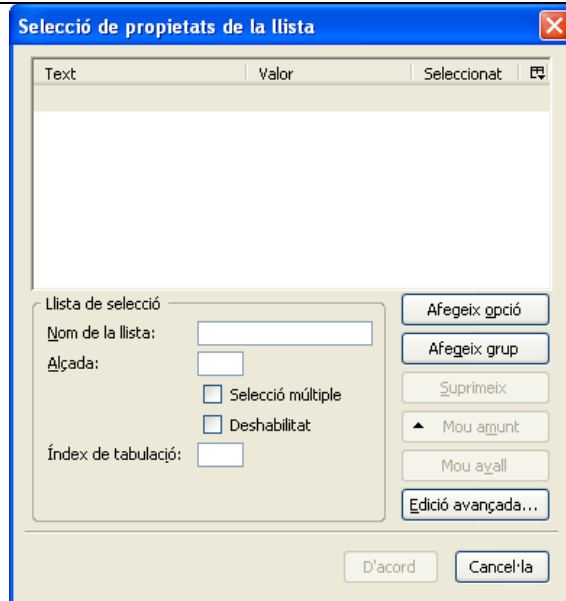 Selecció de propietats de la llista
Text Valor Seleccionat
Llista de selecció
Nom de la llista:
Alçada:
Selecció múltiple
Deshabilitat
Índex de tabulació:
Afegeix opció
Afegeix grup
Suprimeix
Mou amunt
Mou avall
Edició avançada...
D'acord Cancel·la